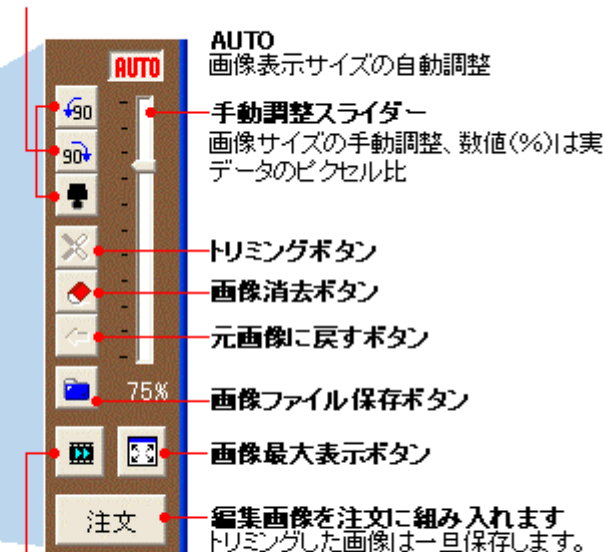 AUTO
画像表示サイズの自動調整
AUTO
90
手動調整スライダー
画像サイズの手動調整、数値(%)は実
データのピクセル比
90
トリミングボタン
画像消去ボタン
元画像に戻すボタン
75%
画像ファイル保存ボタン
画像最大表示ボタン
注文
編集画像を注文に組み入れます
トリミングした画像は一旦保存します。